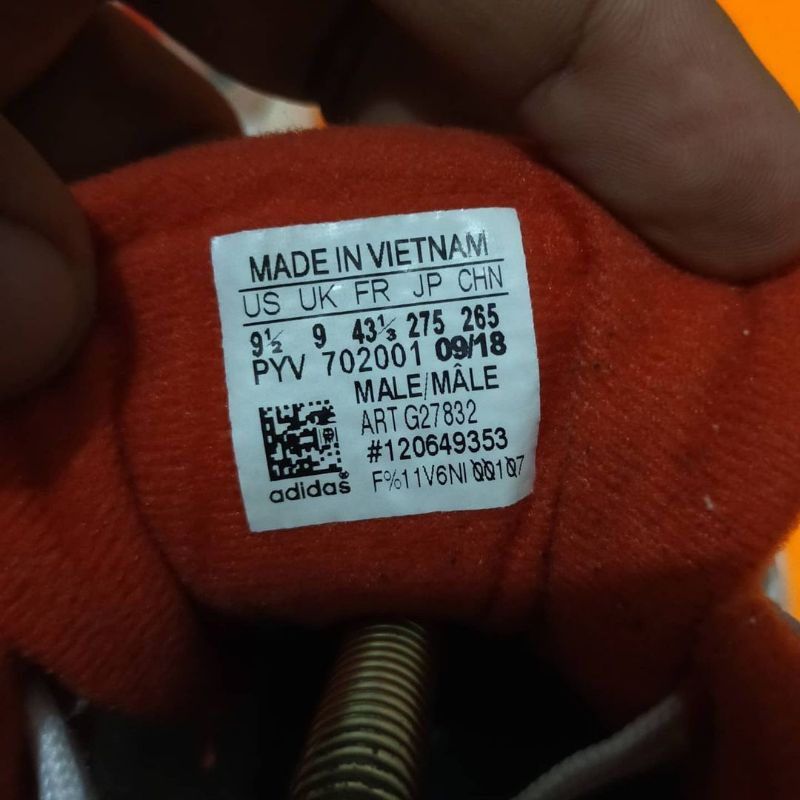 MADE IN VIETNAM
US UK FR JP CHN
9½ 9 43⅓ 275 265
PYV 702001 09/18
MALE/MÂLE
ART G27832
#120649353
adidas® F%11V6NI00107